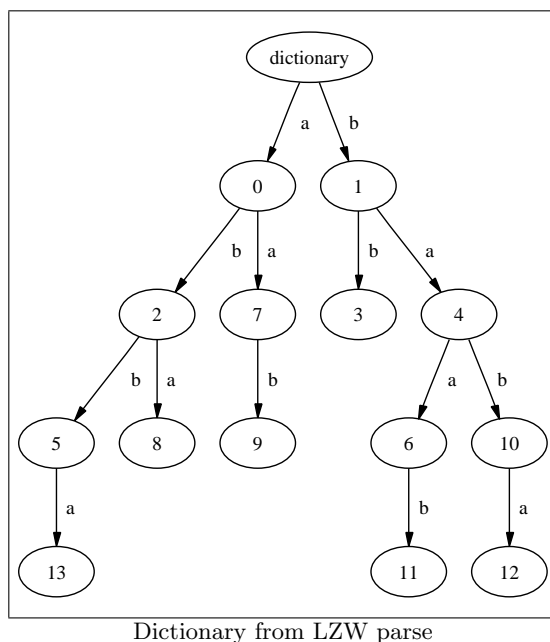 dictionary
a b
0 1
b a b a
2 7 3 4
b a b a b
5 8 9 6 10
a b a
13 11 12
Dictionary from LZW parse